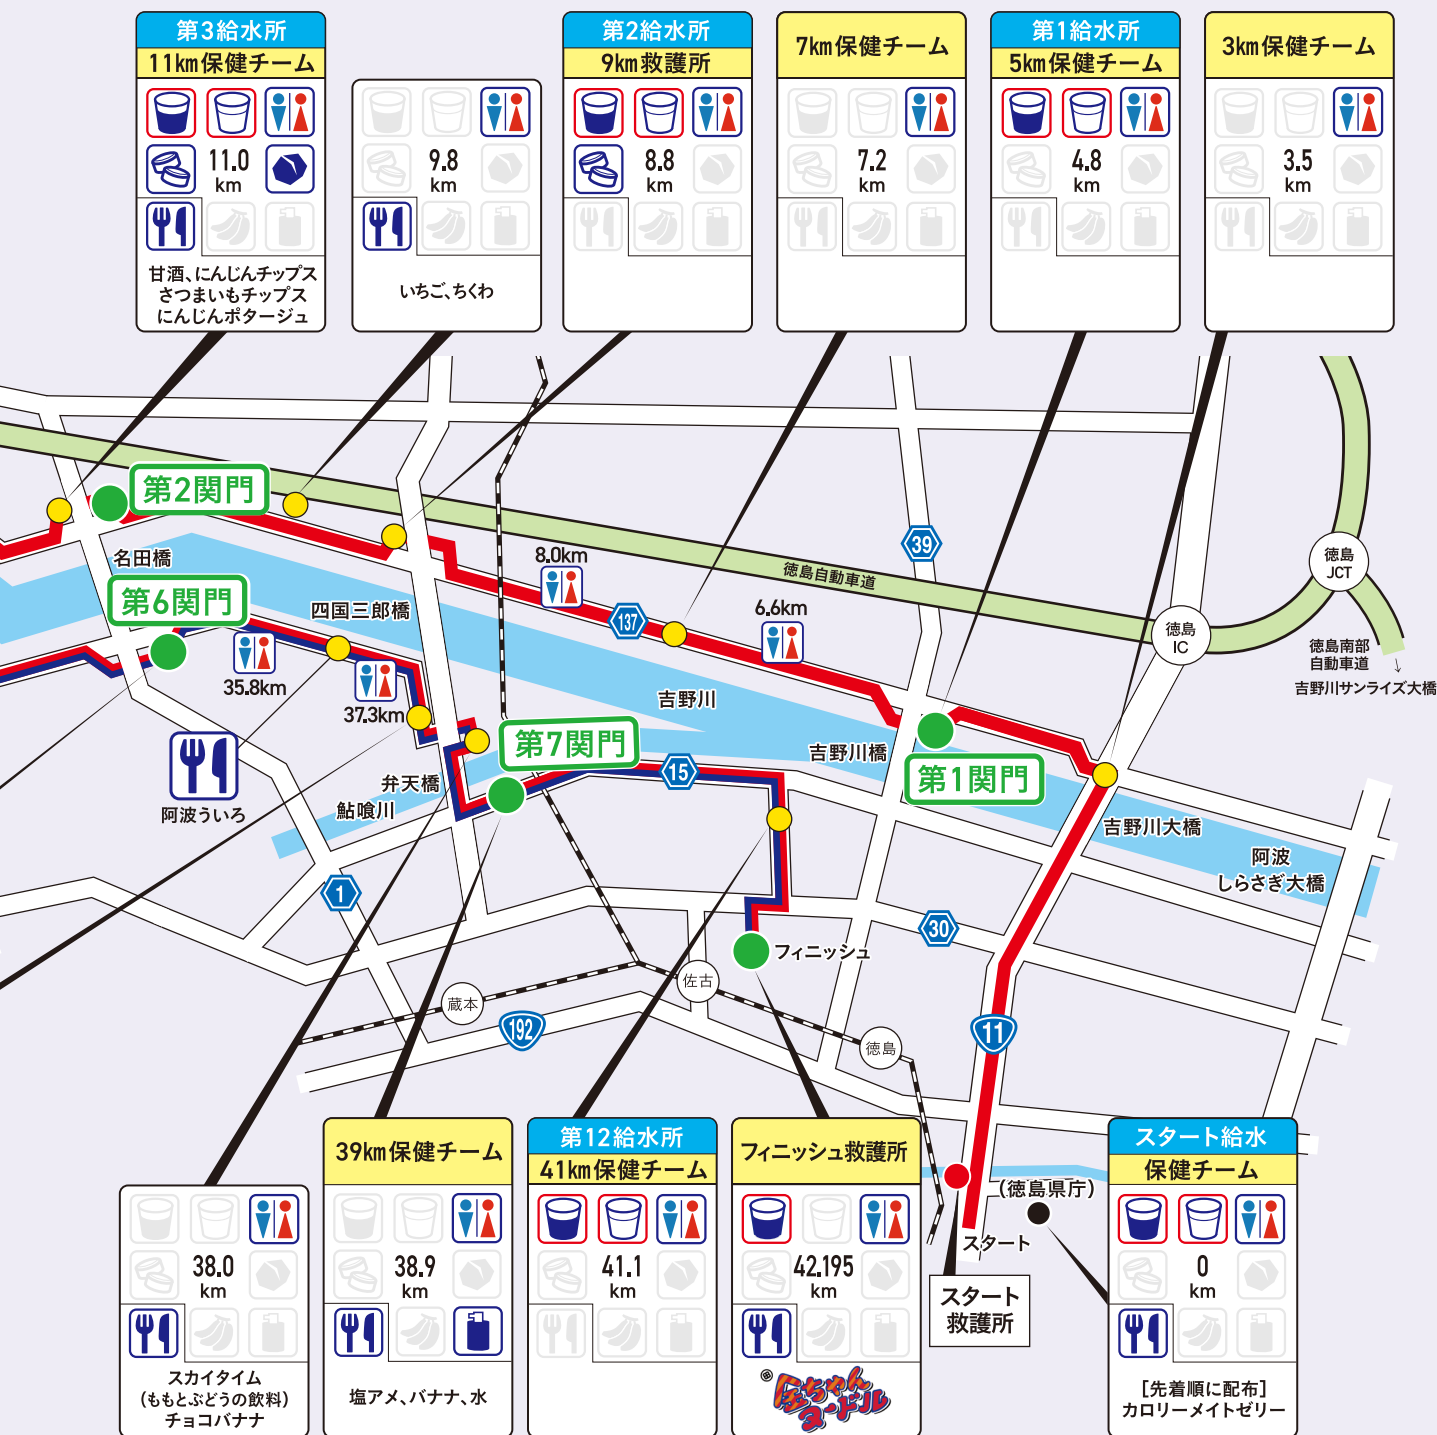 第3給水所
11km保健チーム
11.0
km
甘酒、にんじんチップス
さつまいもチップス
にんじんポタージュ
9.8
km
いちご、ちくわ
第2給水所
9km救護所
8.8
km
7km保健チーム
7.2
km
第1給水所
5km保健チーム
4.8
km
3km保健チーム
3.5
km
第2関門
名田橋
第6関門
四国三郎橋
35.8km
37.3km
8.0km
137
6.6km
徳島自動車道
39
徳島
IC
徳島
JCT
徳島南部
自動車道
↓
吉野川サンライズ大橋
吉野川
吉野川橋
第1関門
吉野川大橋
阿波
しらさぎ大橋
第7関門
15
弁天橋
鮎喰川
阿波ういろ
1
30
フィニッシュ
佐古
蔵本
192
徳島
11
(徳島県庁)
スタート
スタート
救護所
38.0
km
スカイタイム
(ももとぶどうの飲料)
チョコバナナ
39km保健チーム
38.9
km
塩アメ、バナナ、水
第12給水所
41km保健チーム
41.1
km
フィニッシュ救護所
42.195
km
金ちゃん
ヌードル
スタート給水
保健チーム
0
km
[先着順に配布]
カロリーメイトゼリー